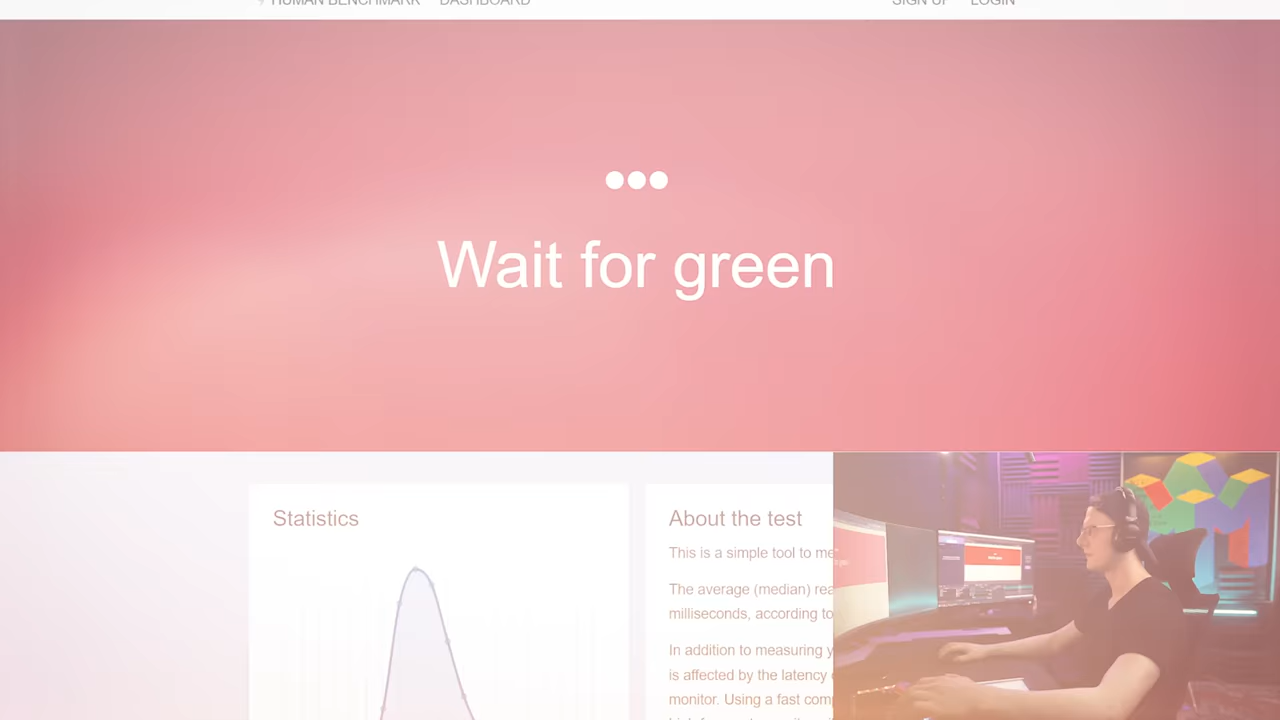 HUMAN BENCHMARK DASHBOARD SIGN UP LOGIN
Wait for green
Statistics
About the test
This is a simple tool to me
The average (median) rea
milliseconds, according to
In addition to measuring y
is affected by the latency
monitor. Using a fast com